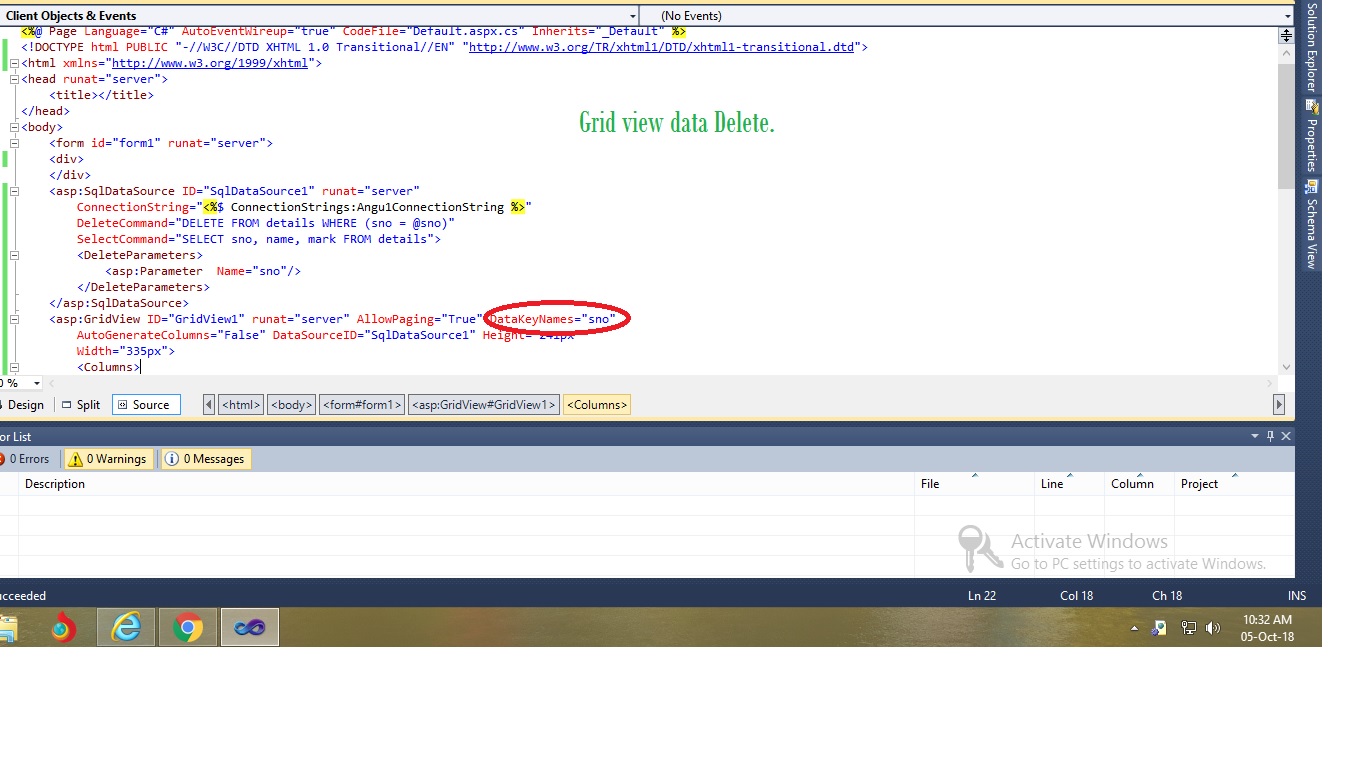 Client Objects & Events (No Events)
<%@ Page Language="C#" AutoEventWireup="true" CodeFile="Default.aspx.cs" Inherits="_Default" %>
<!DOCTYPE html PUBLIC "-//W3C//DTD XHTML 1.0 Transitional//EN" "http://www.w3.org/TR/xhtml1/DTD/xhtml1-transitional.dtd">
<html xmlns="http://www.w3.org/1999/xhtml">
<head runat="server">
<title></title>
</head>
<body>
Grid view data Delete.
<form id="form1" runat="server">
<div>
</div>
<asp:SqlDataSource ID="SqlDataSource1" runat="server"
ConnectionString="<%$ ConnectionStrings:Angu1ConnectionString %>"
DeleteCommand="DELETE FROM details WHERE (sno = @sno)"
SelectCommand="SELECT sno, name, mark FROM details">
<DeleteParameters>
<asp:Parameter Name="sno"/>
</DeleteParameters>
</asp:SqlDataSource>
<asp:GridView ID="GridView1" runat="server" AllowPaging="True" DataKeyNames="sno"
AutoGenerateColumns="False" DataSourceID="SqlDataSource1" Height="241px"
Width="335px">
<Columns>
Solution Explorer
Properties
Schema View
0 %
Design Split Source <html> <body> <form#form1> <asp:GridView#GridView1> <Columns>
or List
0 Errors 0 Warnings 0 Messages
Description File Line Column Project
Activate Windows
Go to PC settings to activate Windows.
cceeded Ln 22 Col 18 Ch 18 INS
10:32 AM
05-Oct-18